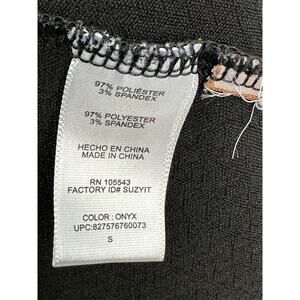 97% POLIÉSTER
3% SPANDEX
97% POLYESTER
3% SPANDEX
HECHO EN CHINA
MADE IN CHINA
RN 105543
FACTORY ID# SUZYIT
COLOR : ONYX
UPC:827576760073
S